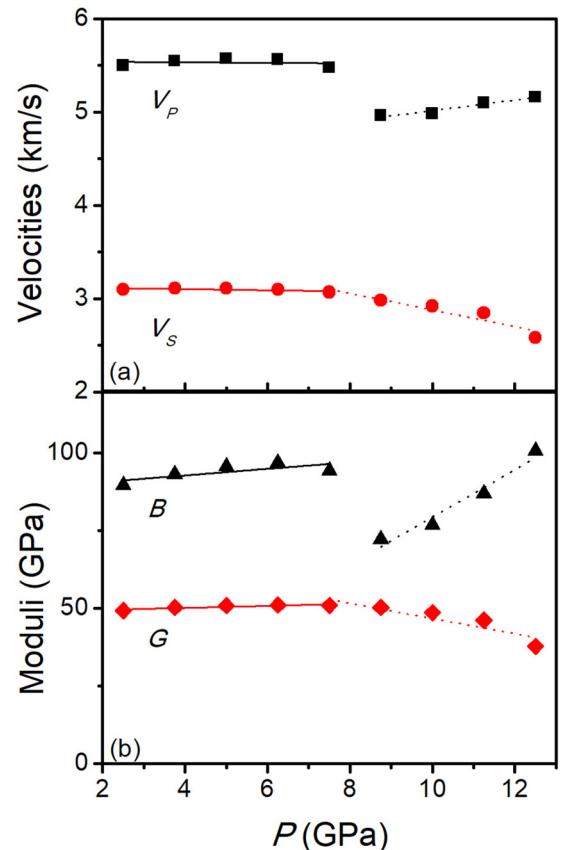 6
5
4
3
2
Velocities (km/s)
V_P
V_S
(a)
100
50
0
Moduli (GPa)
B
G
(b)
2 4 6 8 10 12
P (GPa)